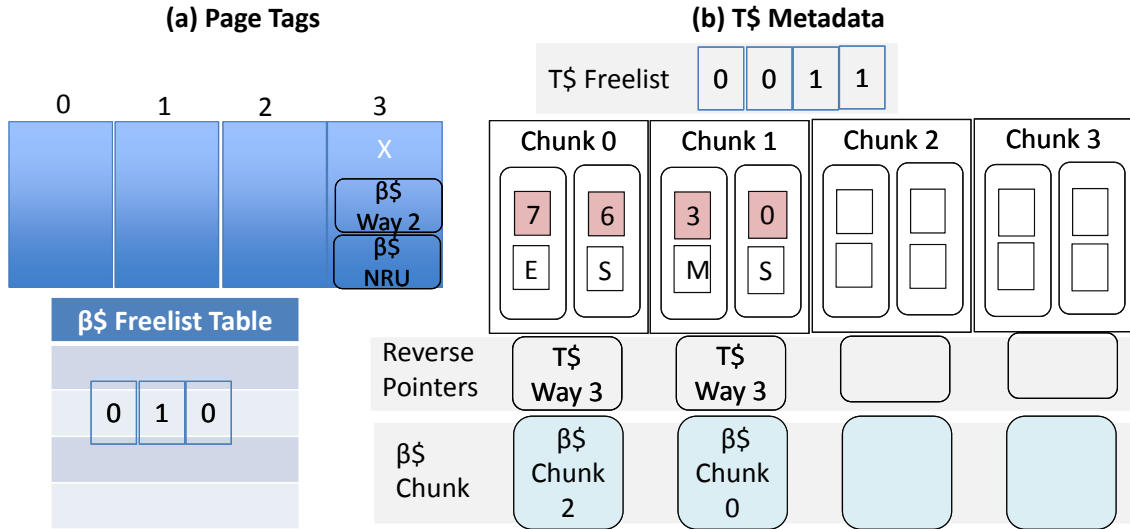 (a) Page Tags
0 1 2 3
X
β$
Way 2
β$
NRU
β$ Freelist Table
0 1 0
(b) T$ Metadata
T$ Freelist 0 0 1 1
Chunk 0 Chunk 1 Chunk 2 Chunk 3
7 6 3 0
E S M S
Reverse
Pointers
T$
Way 3
T$
Way 3
β$
Chunk
β$
Chunk
2
β$
Chunk
0